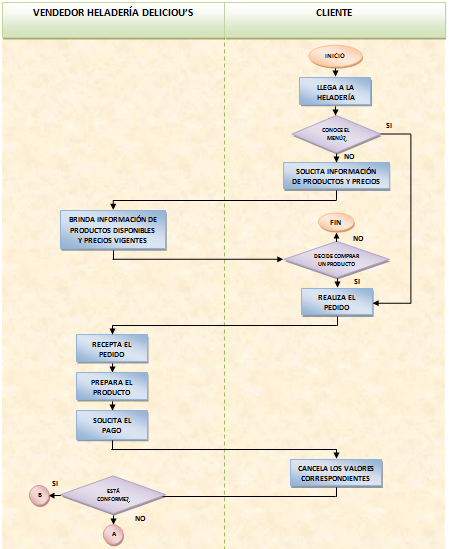 VENDEDOR HELADERÍA DELICIOU'S
CLIENTE
INICIO
LLEGA A LA
HELADERÍA
CONOCE EL
MENÚ?
SI
NO
SOLICITA INFORMACIÓN
DE PRODUCTOS Y PRECIOS
BRINDA INFORMACIÓN DE
PRODUCTOS DISPONIBLES
Y PRECIOS VIGENTES
FIN
NO
DECIDE COMPRAR
UN PRODUCTO
SI
REALIZA EL
PEDIDO
RECEPTA EL
PEDIDO
PREPARA EL
PRODUCTO
SOLICITA EL
PAGO
CANCELA LOS VALORES
CORRESPONDIENTES
SI
B
ESTÁ
CONFORME?
NO
A